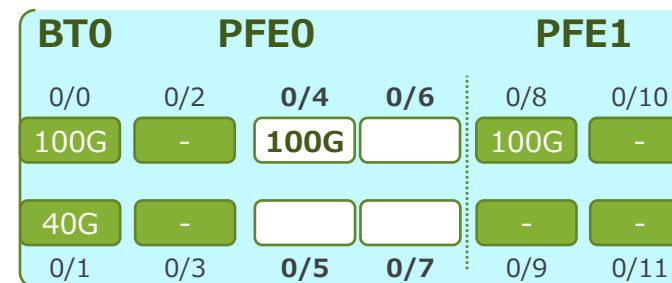 BT0 PFE0 PFE1
0/0 0/2 0/4 0/6 0/8 0/10
100G - 100G 100G -
40G - - -
0/1 0/3 0/5 0/7 0/9 0/11